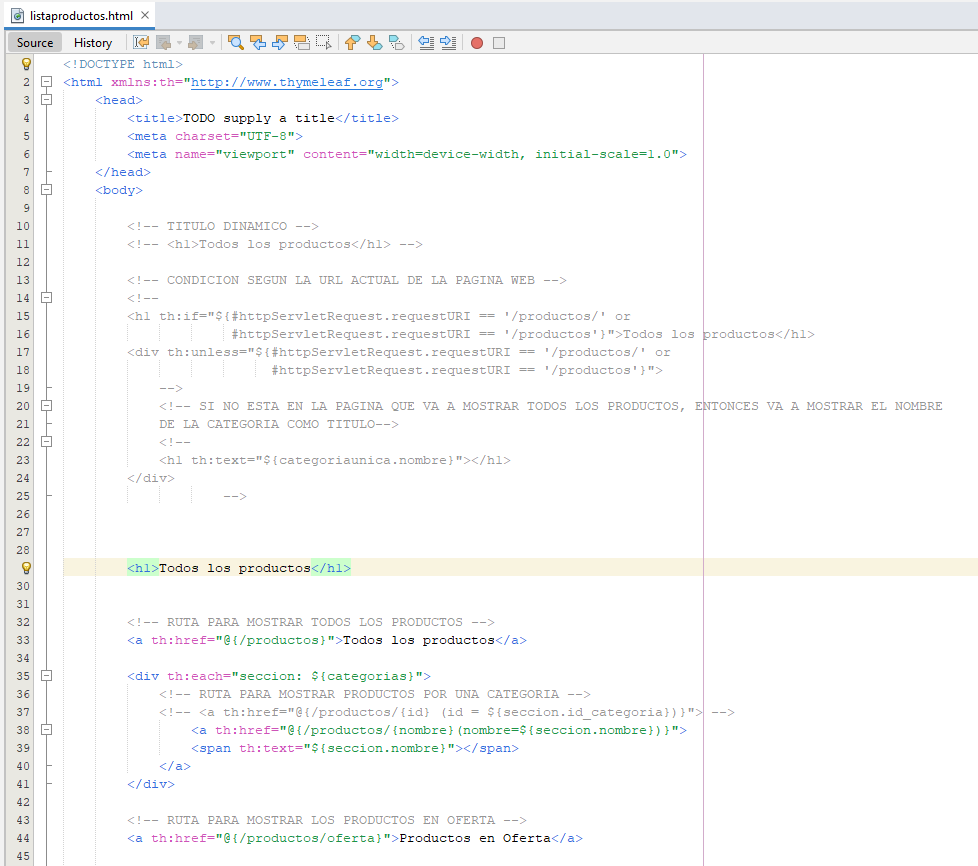 listaproductos.html
Source History
<!DOCTYPE html>
2 <html xmlns:th="http://www.thymeleaf.org">
3 <head>
4 <title>TODO supply a title</title>
5 <meta charset="UTF-8">
6 <meta name="viewport" content="width=device-width, initial-scale=1.0">
7 </head>
8 <body>
9
10 <!-- TITULO DINAMICO -->
11 <!-- <h1>Todos los productos</h1> -->
12
13 <!-- CONDICION SEGUN LA URL ACTUAL DE LA PAGINA WEB -->
14 <!--
15 <h1 th:if="${#httpServletRequest.requestURI == '/productos/' or
16 #httpServletRequest.requestURI == '/productos'}">Todos los productos</h1>
17 <div th:unless="${#httpServletRequest.requestURI == '/productos/' or
18 #httpServletRequest.requestURI == '/productos'}">
19 -->
20 <!-- SI NO ESTA EN LA PAGINA QUE VA A MOSTRAR TODOS LOS PRODUCTOS, ENTONCES VA A MOSTRAR EL NOMBRE
21 DE LA CATEGORIA COMO TITULO-->
22 <!--
23 <h1 th:text="${categoriaunica.nombre}"></h1>
24 </div>
25 -->
26
27
28
<h1>Todos los productos</h1>
30
31
32 <!-- RUTA PARA MOSTRAR TODOS LOS PRODUCTOS -->
33 <a th:href="@{/productos}">Todos los productos</a>
34
35 <div th:each="seccion: ${categorias}">
36 <!-- RUTA PARA MOSTRAR PRODUCTOS POR UNA CATEGORIA -->
37 <!-- <a th:href="@{/productos/{id} (id = ${seccion.id_categoria})}"> -->
38 <a th:href="@{/productos/{nombre}(nombre=${seccion.nombre})}">
39 <span th:text="${seccion.nombre}"></span>
40 </a>
41 </div>
42
43 <!-- RUTA PARA MOSTRAR LOS PRODUCTOS EN OFERTA -->
44 <a th:href="@{/productos/oferta}">Productos en Oferta</a>
45